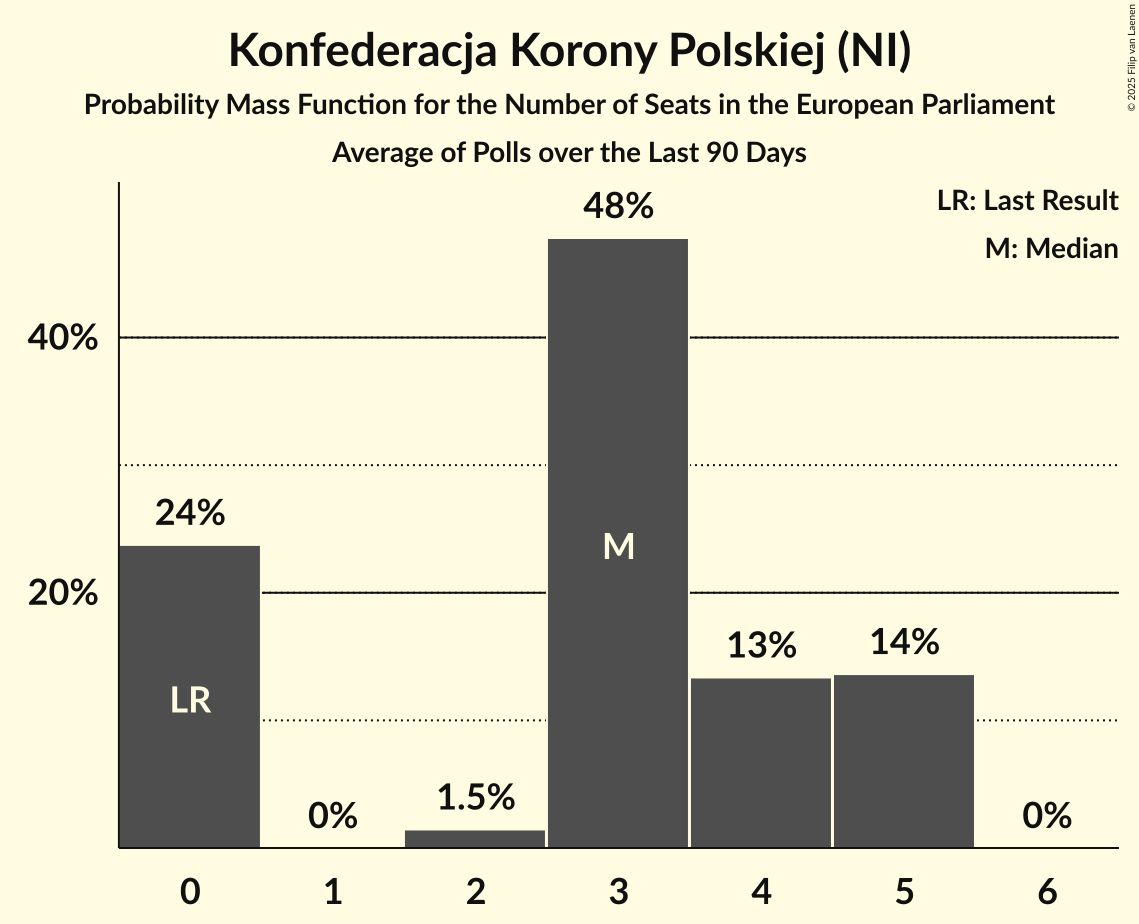 Konfederacja Korony Polskiej (NI)
Probability Mass Function for the Number of Seats in the European Parliament
Average of Polls over the Last 90 Days
© 2025 Filip van Laenen
LR: Last Result
M: Median
48%
40%
24%
M
20%
13%
14%
LR
1.5%
0%
0%
0
1
2
3
4
5
6